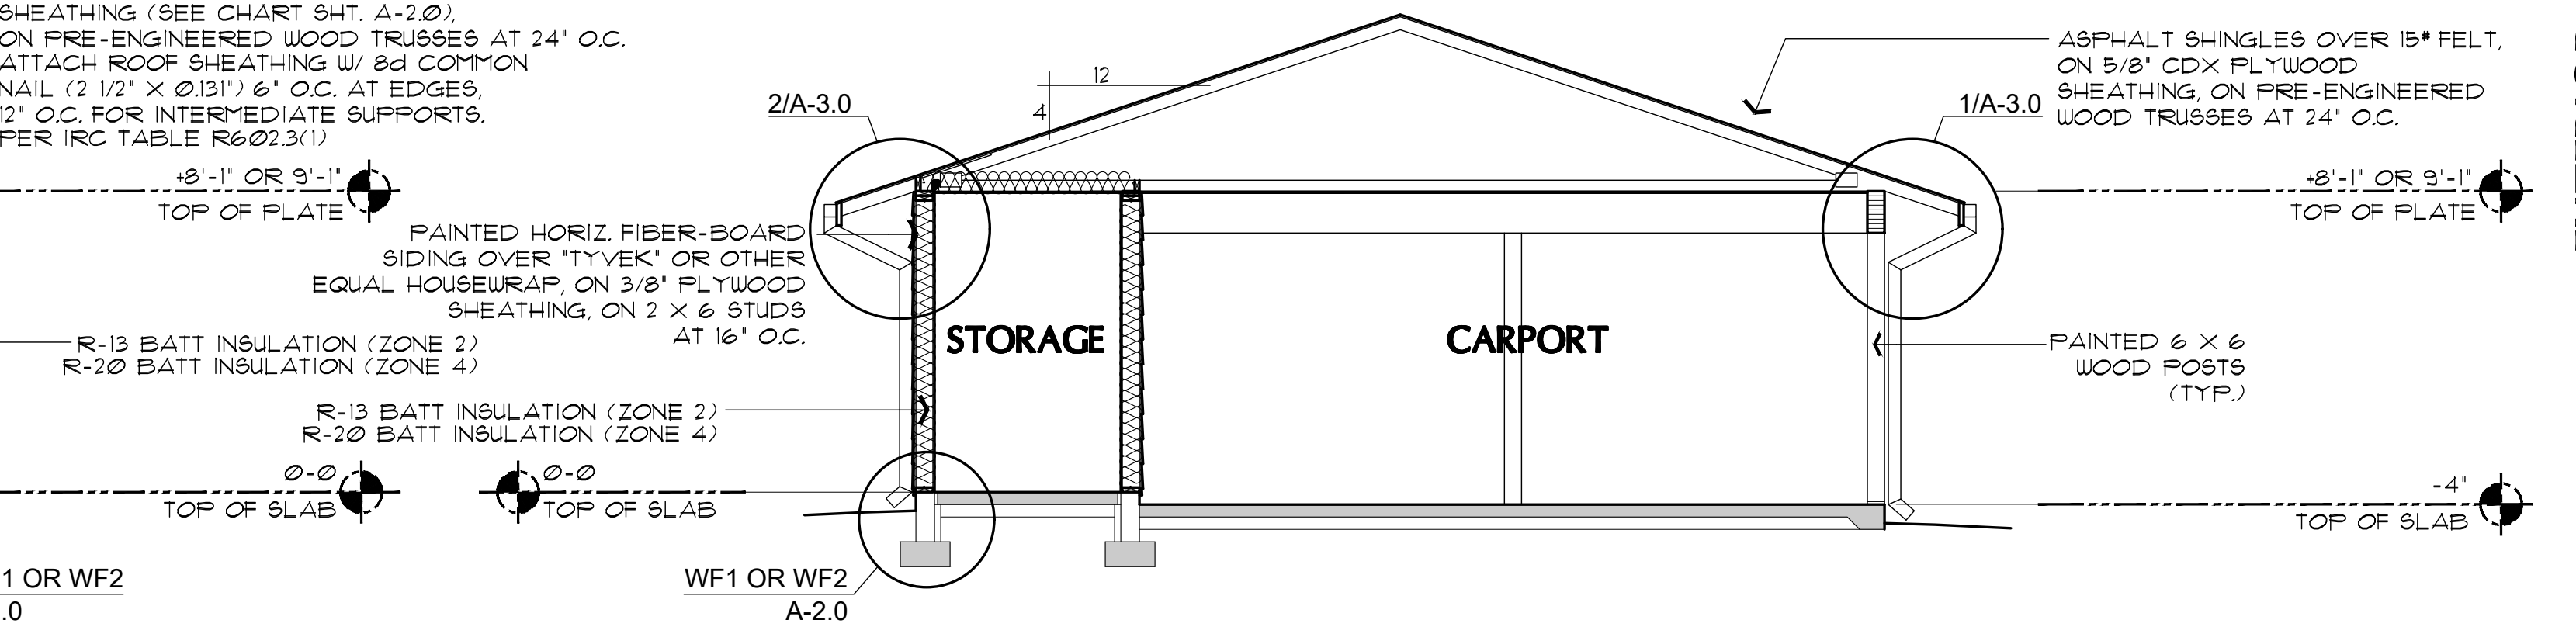 SHEATHING (SEE CHART SHT. A-2.0),
ON PRE-ENGINEERED WOOD TRUSSES AT 24" O.C.
ATTACH ROOF SHEATHING W/ 8d COMMON
NAIL (2 1/2" X 0.131") 6" O.C. AT EDGES,
12" O.C. FOR INTERMEDIATE SUPPORTS.
PER IRC TABLE R602.3(1)
+8'-1" OR 9'-1"
TOP OF PLATE
2/A-3.0
12
4
1/A-3.0
ASPHALT SHINGLES OVER 15# FELT,
ON 5/8" CDX PLYWOOD
SHEATHING, ON PRE-ENGINEERED
WOOD TRUSSES AT 24" O.C.
+8'-1" OR 9'-1"
TOP OF PLATE
PAINTED HORIZ. FIBER-BOARD
SIDING OVER "TYVEK" OR OTHER
EQUAL HOUSEWRAP, ON 3/8" PLYWOOD
SHEATHING, ON 2 X 6 STUDS
AT 16" O.C.
R-13 BATT INSULATION (ZONE 2)
R-20 BATT INSULATION (ZONE 4)
STORAGE
CARPORT
PAINTED 6 X 6
WOOD POSTS
(TYP.)
R-13 BATT INSULATION (ZONE 2)
R-20 BATT INSULATION (ZONE 4)
0-0
TOP OF SLAB
0-0
TOP OF SLAB
-4"
TOP OF SLAB
1 OR WF2
.0
WF1 OR WF2
A-2.0